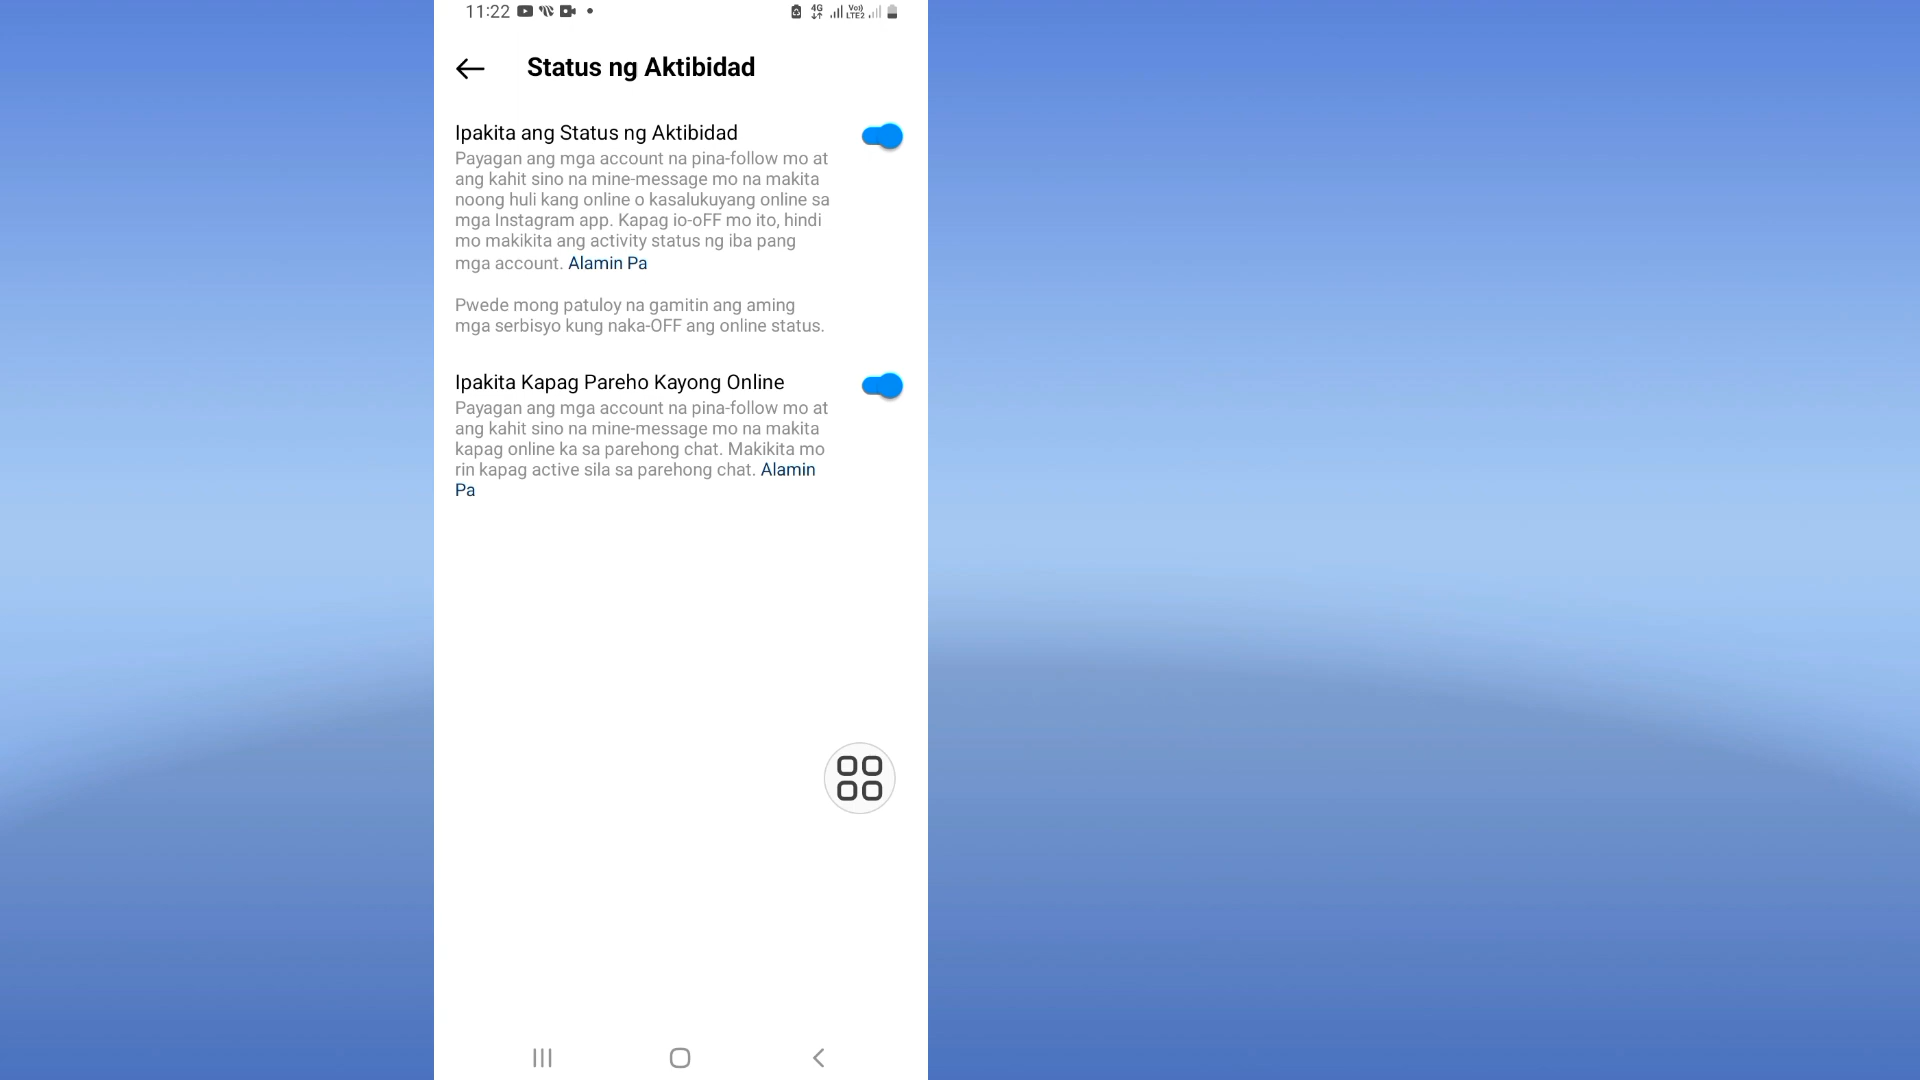 11:22
4G
Vo))
LTE2
Status ng Aktibidad
Ipakita ang Status ng Aktibidad
Payagan ang mga account na pina-follow mo at
ang kahit sino na mine-message mo na makita
noong huli kang online o kasalukuyang online sa
mga Instagram app. Kapag io-oFF mo ito, hindi
mo makikita ang activity status ng iba pang
mga account. Alamin Pa
Pwede mong patuloy na gamitin ang aming
mga serbisyo kung naka-OFF ang online status.
Ipakita Kapag Pareho Kayong Online
Payagan ang mga account na pina-follow mo at
ang kahit sino na mine-message mo na makita
kapag online ka sa parehong chat. Makikita mo
rin kapag active sila sa parehong chat. Alamin
Pa